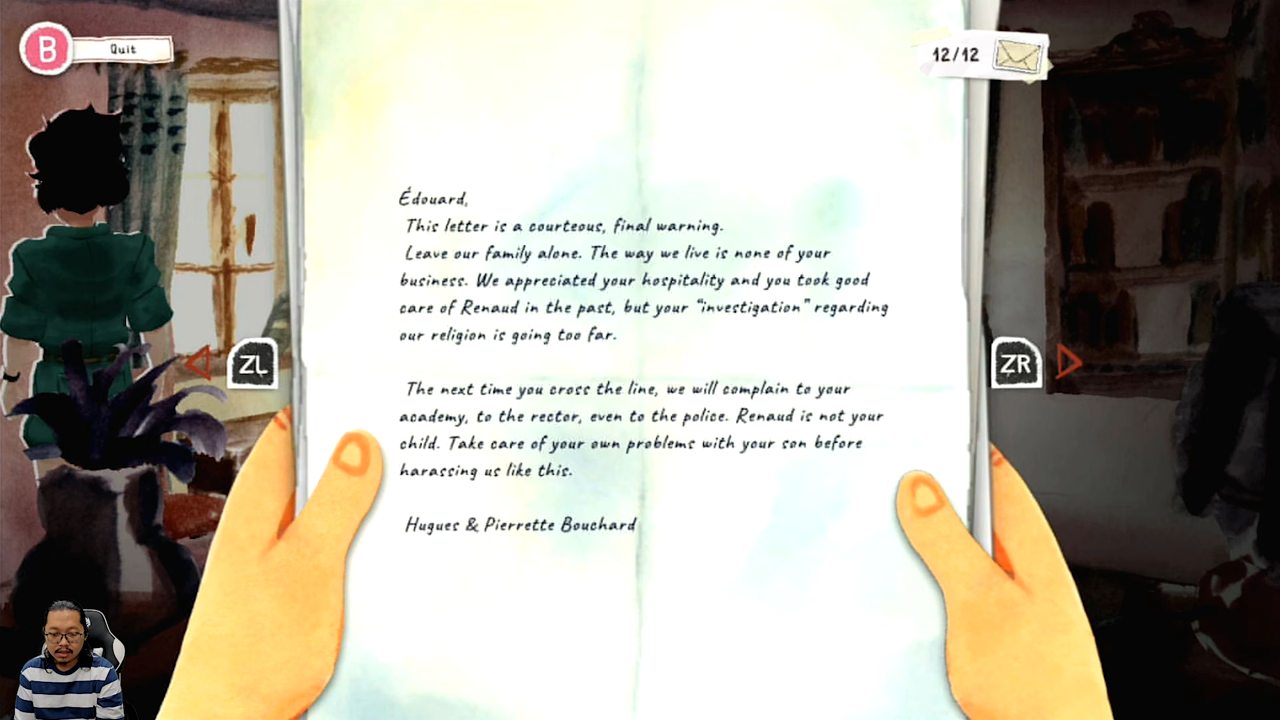 B Quit
12/12
Édouard,
This letter is a courteous, final warning.
Leave our family alone. The way we live is none of your
business. We appreciated your hospitality and you took good
care of Renaud in the past, but your "investigation" regarding
our religion is going too far.
ZL
ZR
The next time you cross the line, we will complain to your
academy, to the rector, even to the police. Renaud is not your
child. Take care of your own problems with your son before
harassing us like this.
Hugues & Pierrette Bouchard